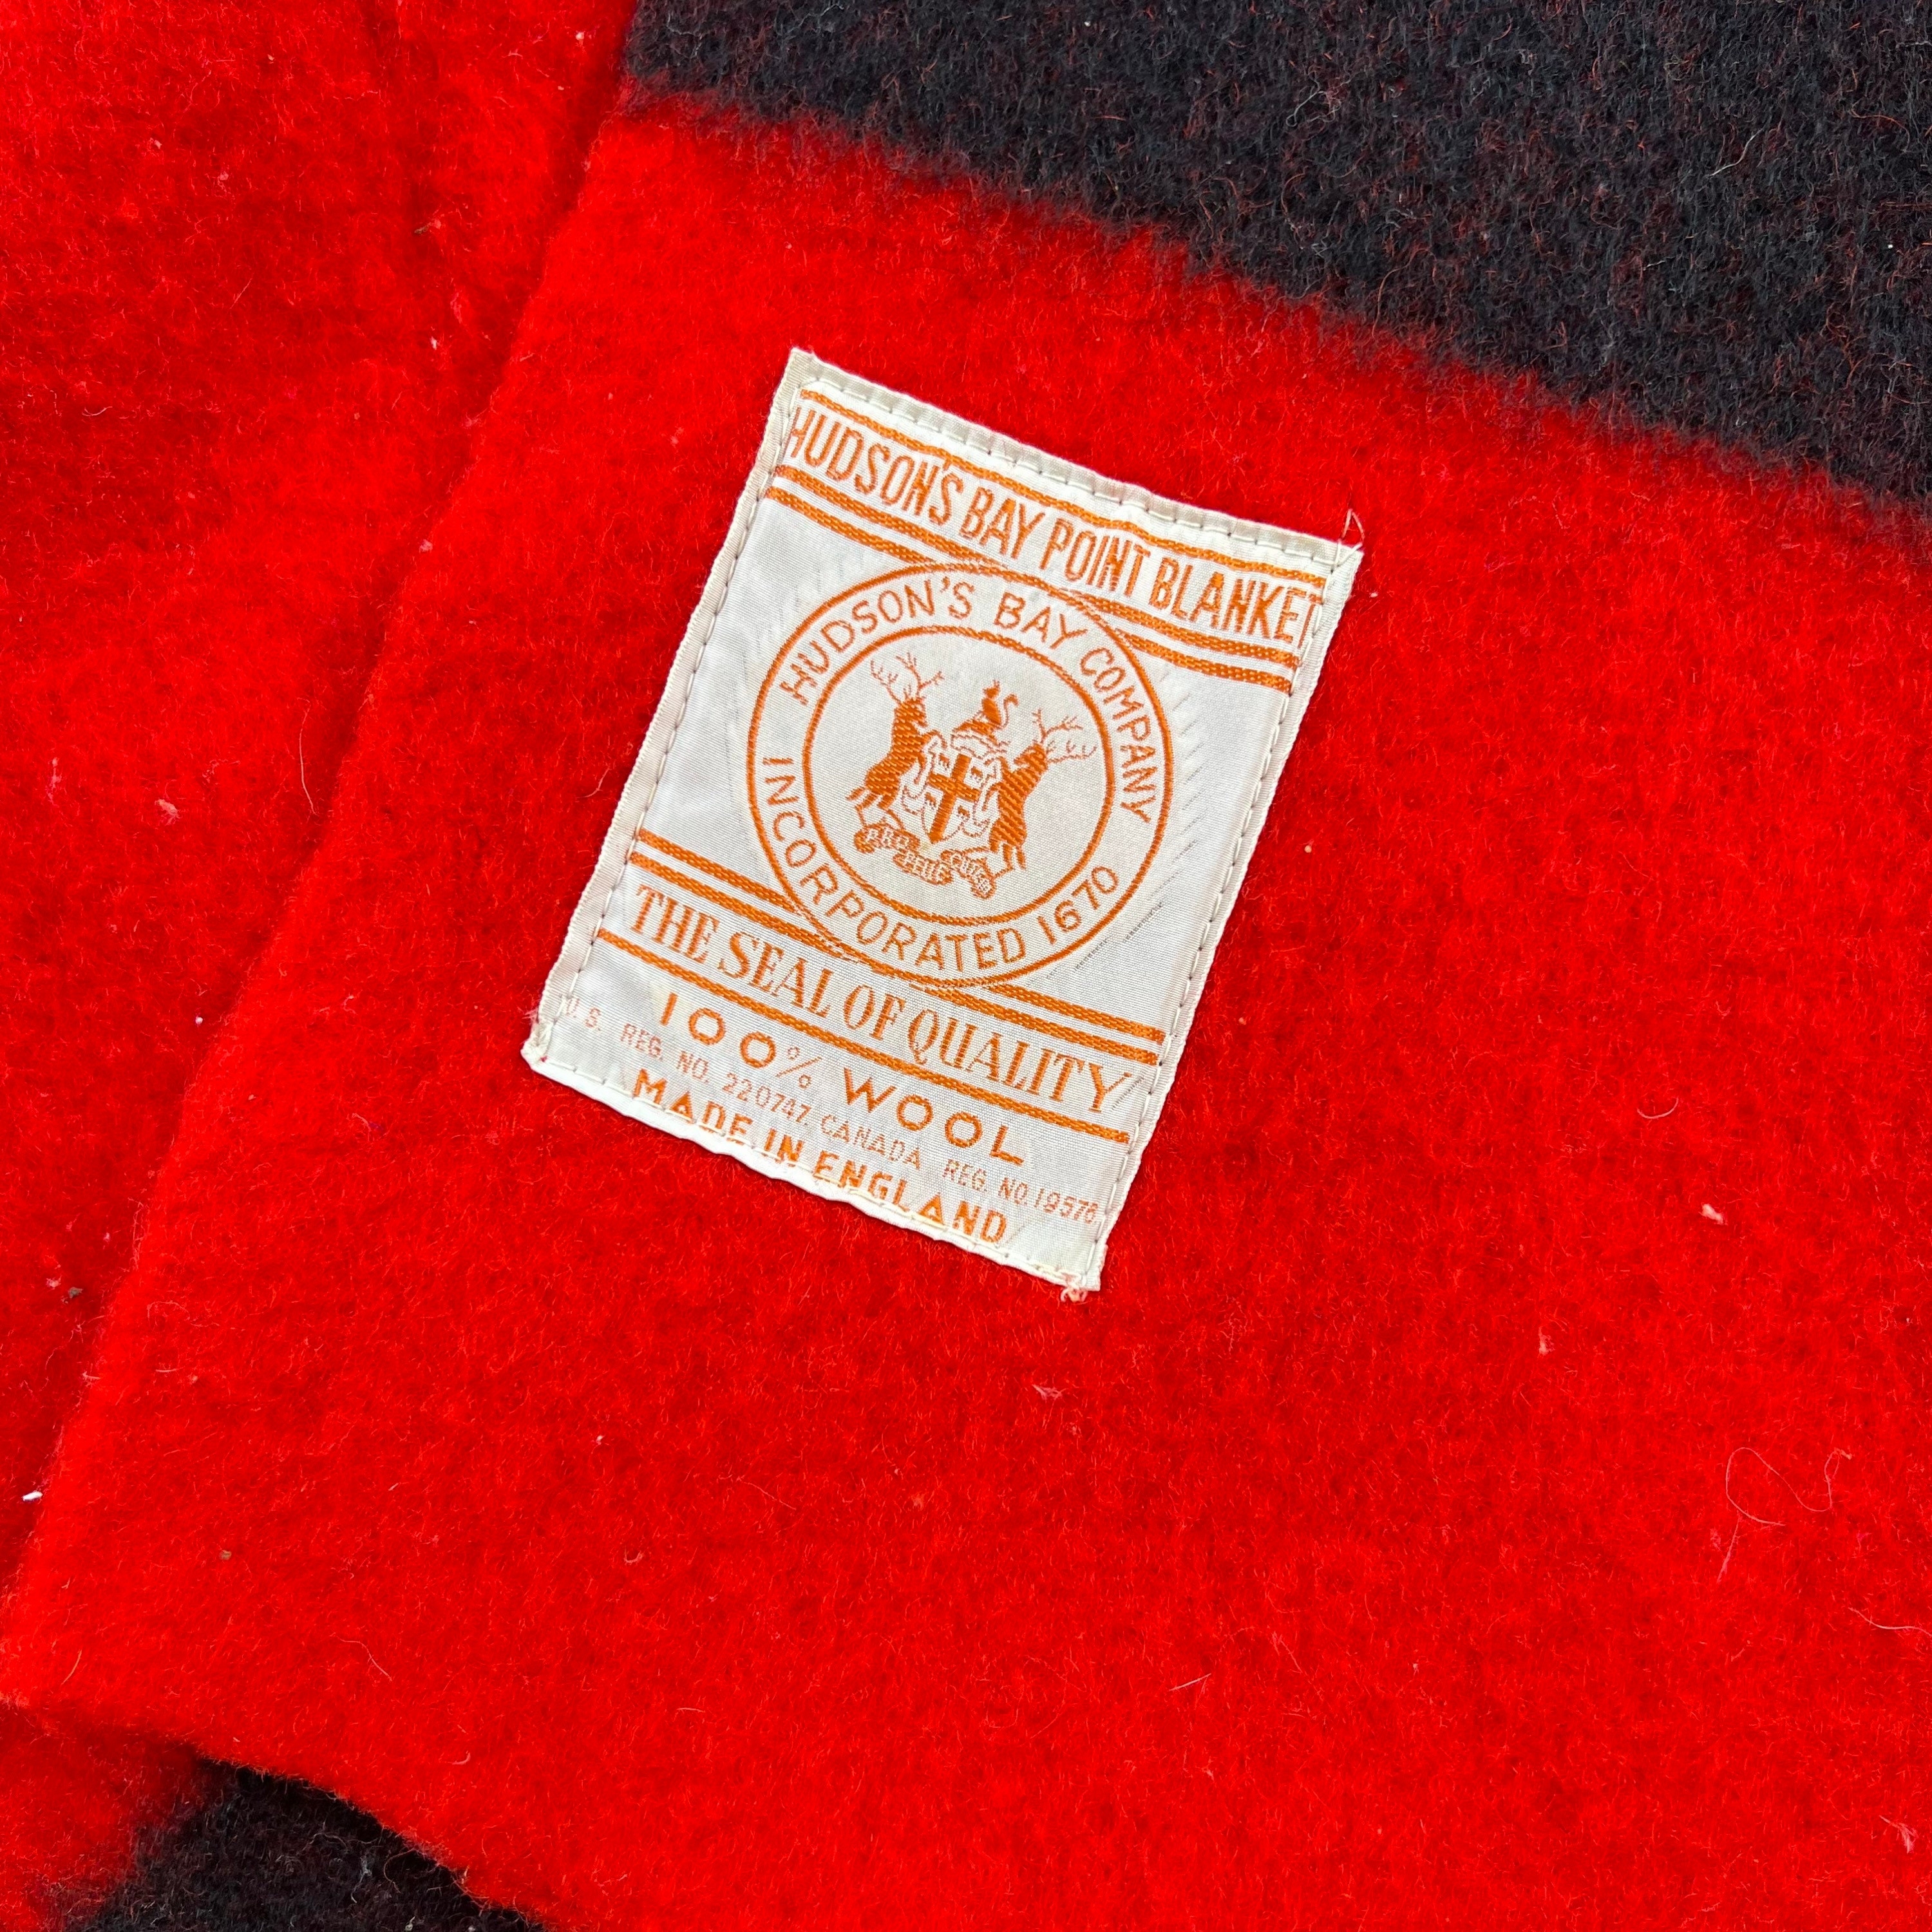 HUDSON'S BAY POINT BLANKET
HUDSON'S BAY COMPANY
INCORPORATED 1670
THE SEAL OF QUALITY
100% WOOL
U.S. REG. NO. 220747. CANADA REG. NO. 19576.
MADE IN ENGLAND